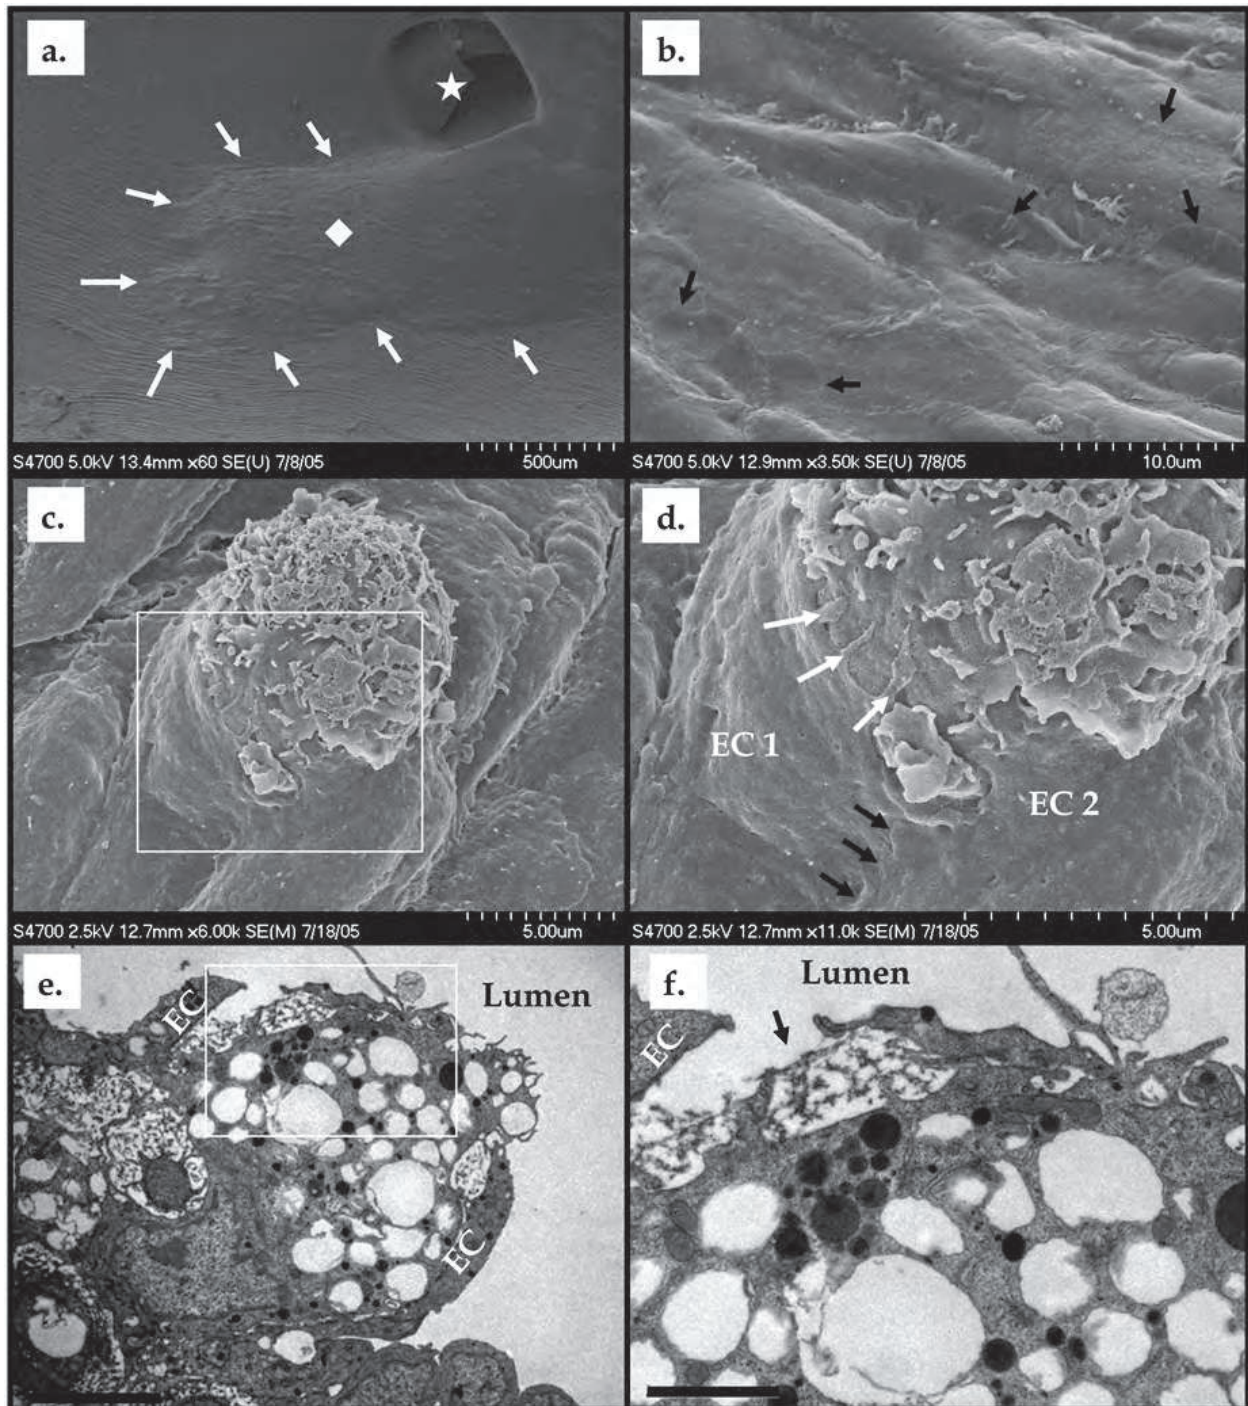 a.
b.
S4700 5.0kV 13.4mm x60 SE(U) 7/8/05
500um
S4700 5.0kV 12.9mm x3.50k SE(U) 7/8/05
10.0um
c.
d.
EC 1
EC 2
S4700 2.5kV 12.7mm x6.00k SE(M) 7/18/05
5.00um
S4700 2.5kV 12.7mm x11.0k SE(M) 7/18/05
5.00um
e.
EC
Lumen
EC
f.
Lumen
EC